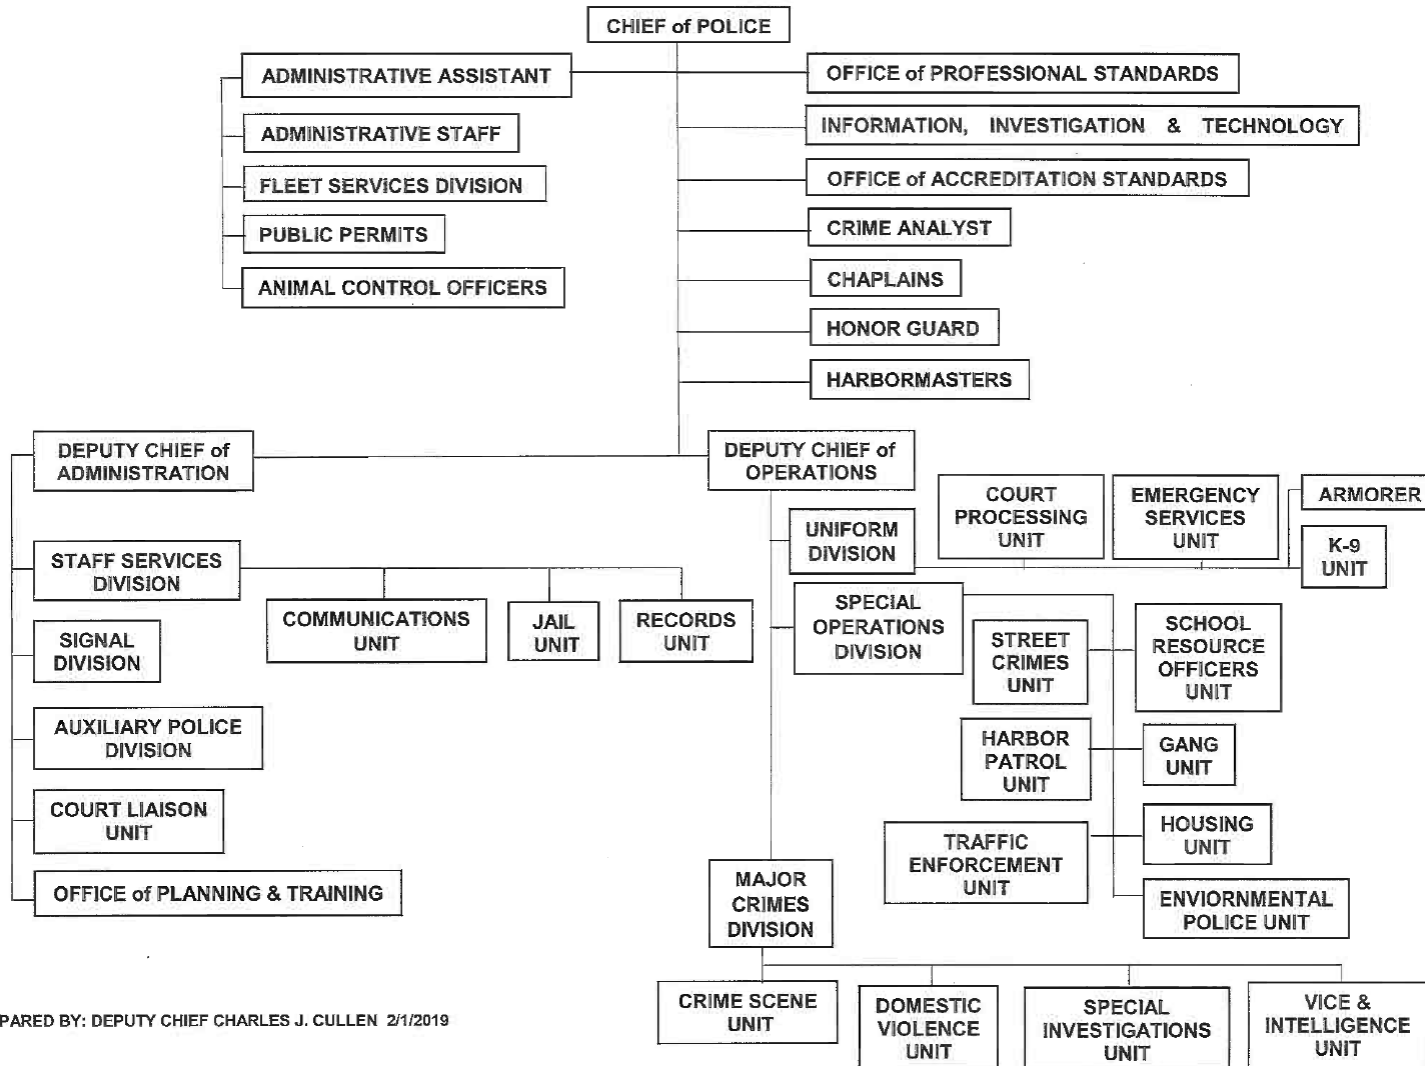 CHIEF of POLICE
ADMINISTRATIVE ASSISTANT
ADMINISTRATIVE STAFF
FLEET SERVICES DIVISION
PUBLIC PERMITS
ANIMAL CONTROL OFFICERS
OFFICE of PROFESSIONAL STANDARDS
INFORMATION, INVESTIGATION & TECHNOLOGY
OFFICE of ACCREDITATION STANDARDS
CRIME ANALYST
CHAPLAINS
HONOR GUARD
HARBORMASTERS
DEPUTY CHIEF of
ADMINISTRATION
STAFF SERVICES
DIVISION
COMMUNICATIONS
UNIT
JAIL
UNIT
RECORDS
UNIT
SIGNAL
DIVISION
AUXILIARY POLICE
DIVISION
COURT LIAISON
UNIT
OFFICE of PLANNING & TRAINING
DEPUTY CHIEF of
OPERATIONS
UNIFORM
DIVISION
COURT
PROCESSING
UNIT
EMERGENCY
SERVICES
UNIT
ARMORER
K-9
UNIT
SPECIAL
OPERATIONS
DIVISION
STREET
CRIMES
UNIT
SCHOOL
RESOURCE
OFFICERS
UNIT
HARBOR
PATROL
UNIT
GANG
UNIT
TRAFFIC
ENFORCEMENT
UNIT
HOUSING
UNIT
ENVIORNMENTAL
POLICE UNIT
MAJOR
CRIMES
DIVISION
CRIME SCENE
UNIT
DOMESTIC
VIOLENCE
UNIT
SPECIAL
INVESTIGATIONS
UNIT
VICE &
INTELLIGENCE
UNIT
PARED BY: DEPUTY CHIEF CHARLES J. CULLEN 2/1/2019